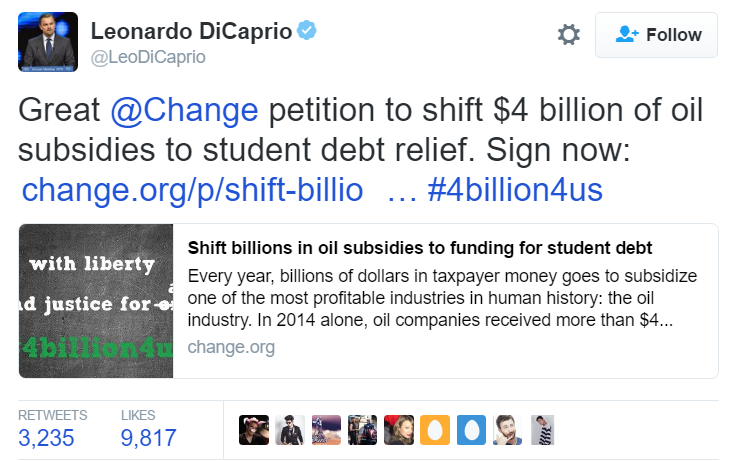 Leonardo DiCaprio
@LeoDiCaprio
Follow
Great @Change petition to shift $4 billion of oil
subsidies to student debt relief. Sign now:
change.org/p/shift-billio … #4billion4us
with liberty
a
d justice for
4billion4u
Shift billions in oil subsidies to funding for student debt
Every year, billions of dollars in taxpayer money goes to subsidize
one of the most profitable industries in human history: the oil
industry. In 2014 alone, oil companies received more than $4...
change.org
RETWEETS
LIKES
3,235
9,817